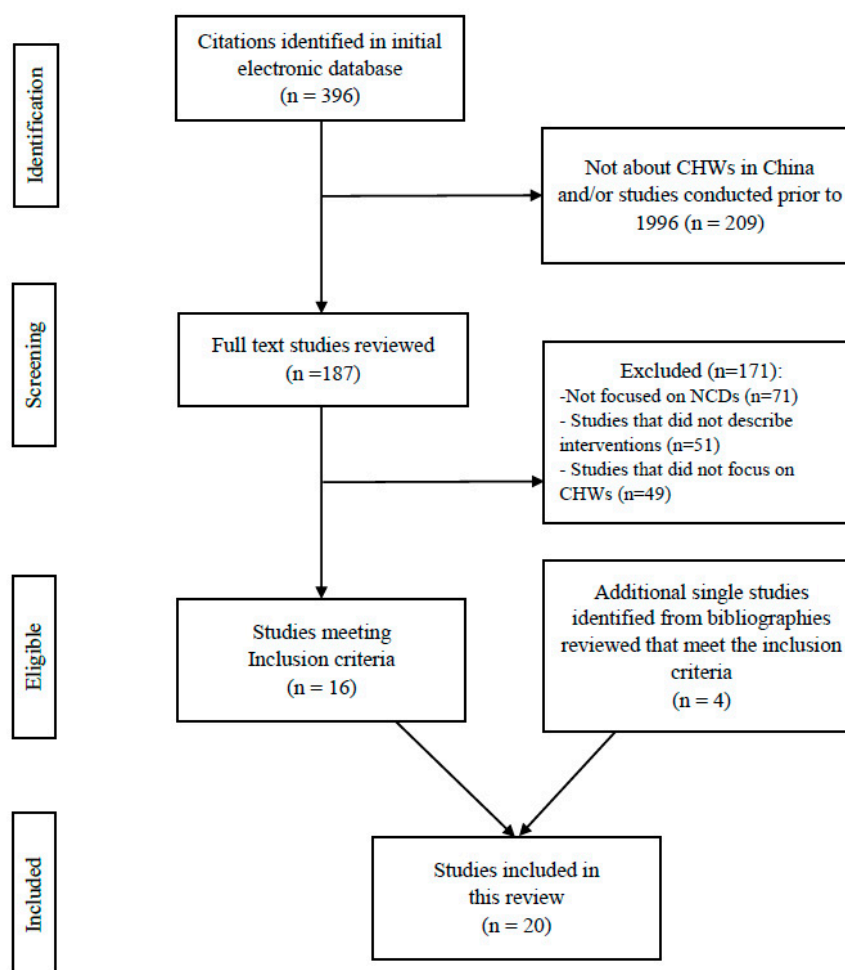 Identification
Citations identified in initial
electronic database
(n = 396)
Not about CHWs in China
and/or studies conducted prior to
1996 (n = 209)
Screening
Full text studies reviewed
(n =187)
Excluded (n=171):
-Not focused on NCDs (n=71)
- Studies that did not describe
interventions (n=51)
- Studies that did not focus on
CHWs (n=49)
Eligible
Studies meeting
Inclusion criteria
(n = 16)
Additional single studies
identified from bibliographies
reviewed that meet the inclusion
criteria
(n = 4)
Included
Studies included in
this review
(n = 20)